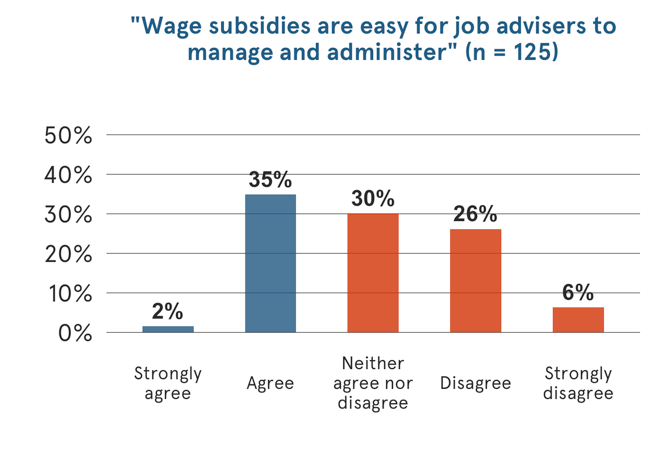 "Wage subsidies are easy for job advisers to
manage and administer" (n = 125)
50%
40%
30%
20%
10%
0%
2%
35%
30%
26%
6%
Strongly
agree
Agree
Neither
agree nor
disagree
Disagree
Strongly
disagree